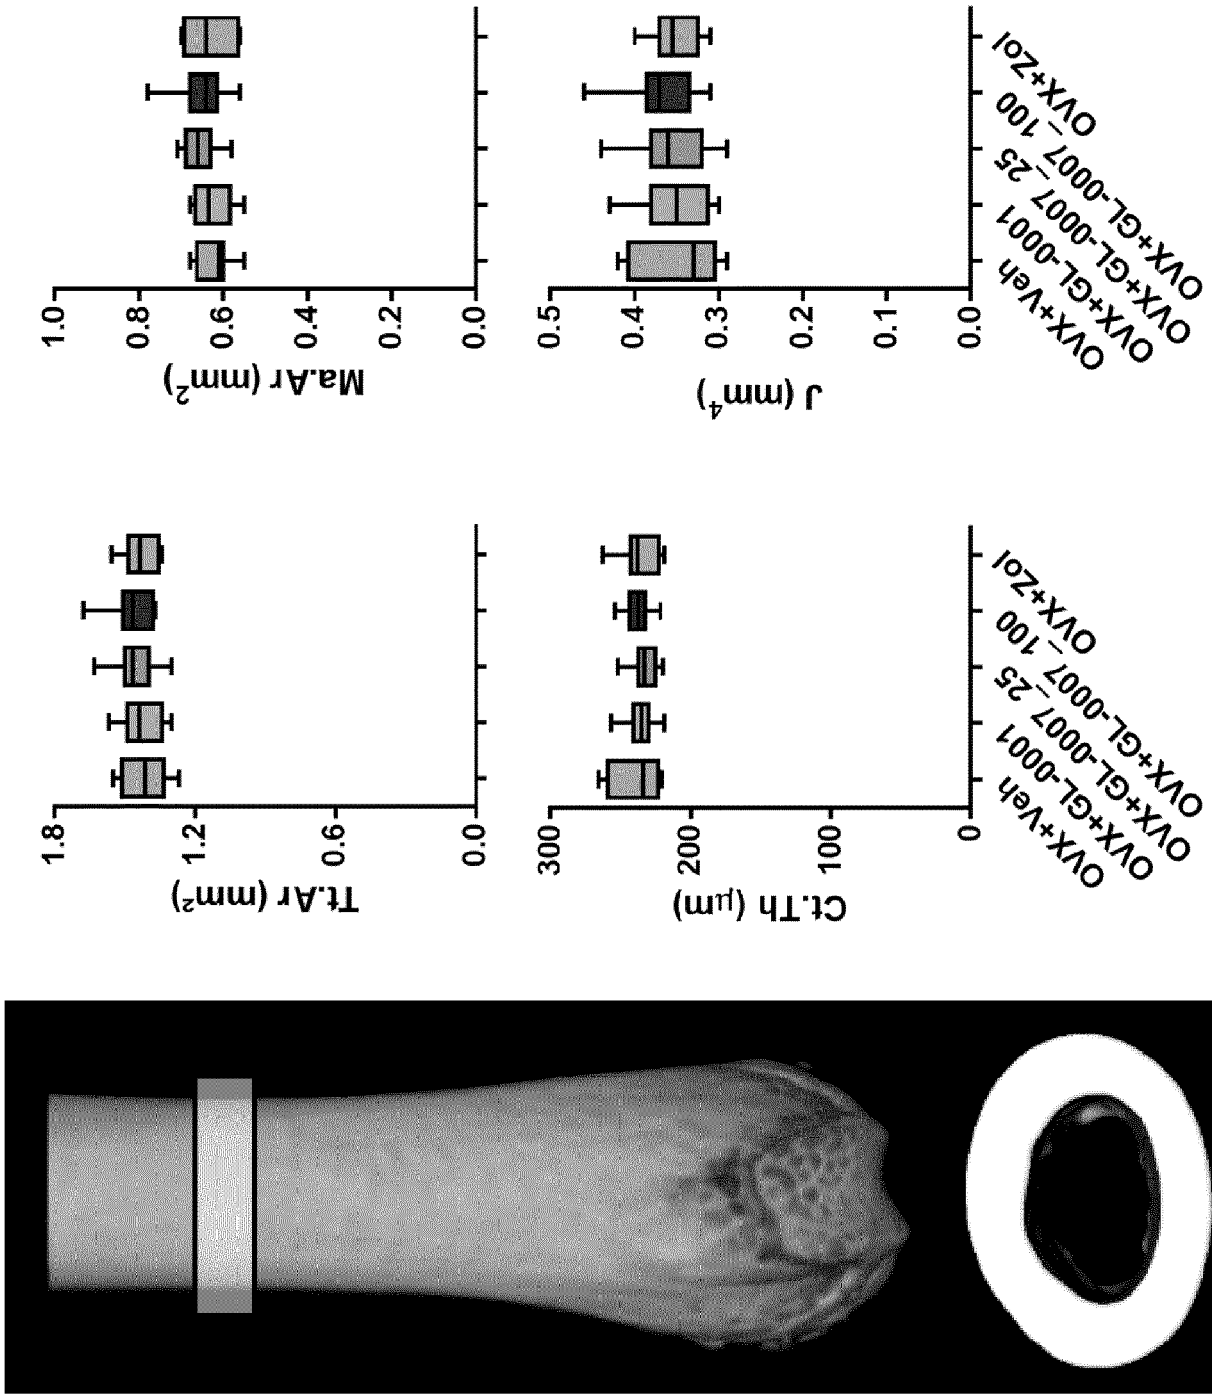 Tt.Ar (mm²)
1.8
1.2
0.6
0.0
Ma.Ar (mm²)
1.0
0.8
0.6
0.4
0.2
0.0
Ct.Th (μm)
300
200
100
0
OVX+Veh
OVX+GL-0001
OVX+GL-0007_25
OVX+GL-0007_100
OVX+Zol
J (mm⁴)
0.5
0.4
0.3
0.2
0.1
0.0
OVX+Veh
OVX+GL-0001
OVX+GL-0007_25
OVX+GL-0007_100
OVX+Zol